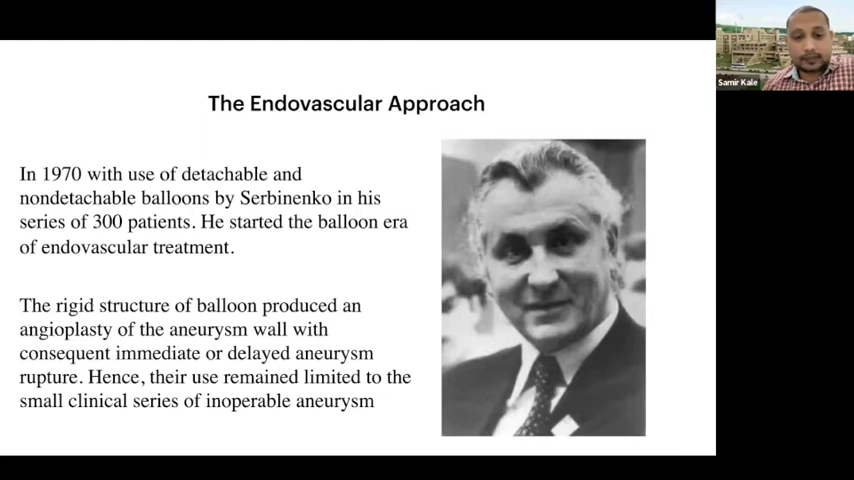 Samir Kale
The Endovascular Approach
In 1970 with use of detachable and
nondetachable balloons by Serbinenko in his
series of 300 patients. He started the balloon era
of endovascular treatment.
The rigid structure of balloon produced an
angioplasty of the aneurysm wall with
consequent immediate or delayed aneurysm
rupture. Hence, their use remained limited to the
small clinical series of inoperable aneurysm